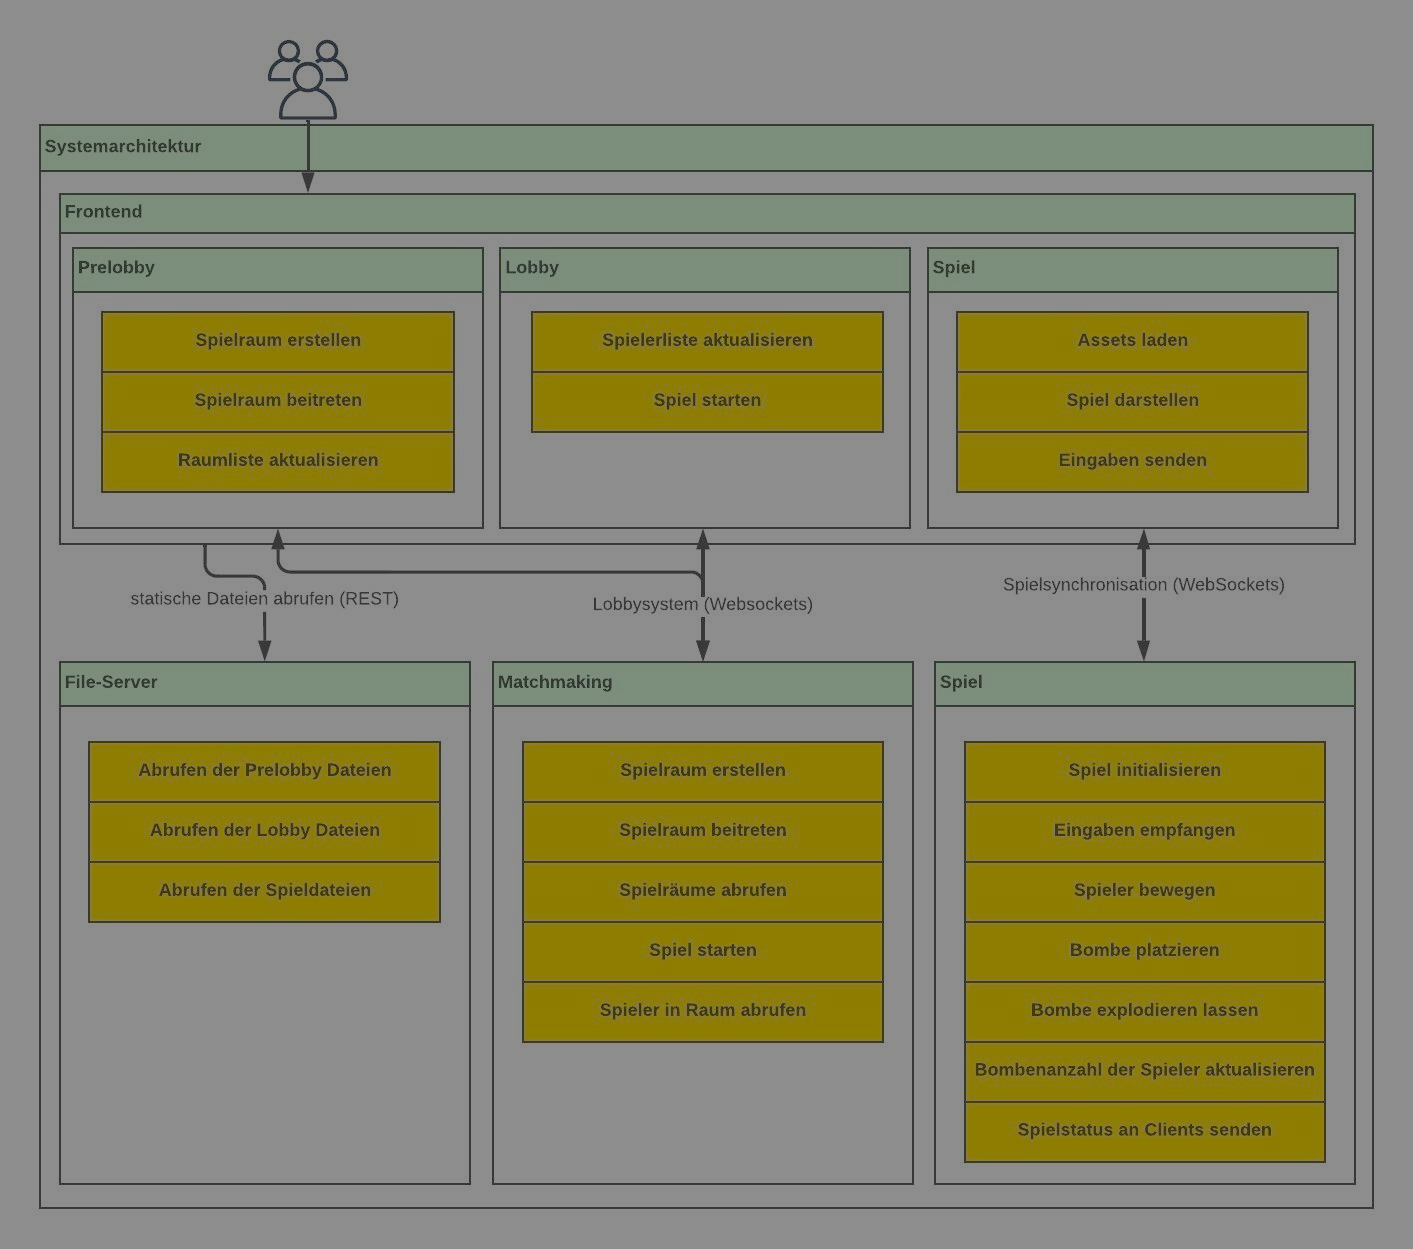 Systemarchitektur
Frontend
Prelobby
Spielraum erstellen
Spielraum beitreten
Raumliste aktualisieren
Lobby
Spielerliste aktualisieren
Spiel starten
Spiel
Assets laden
Spiel darstellen
Eingaben senden
statische Dateien abrufen (REST)
Lobbysystem (Websockets)
Spielsynchronisation (WebSockets)
File-Server
Abrufen der Prelobby Dateien
Abrufen der Lobby Dateien
Abrufen der Spieldateien
Matchmaking
Spielraum erstellen
Spielraum beitreten
Spielräume abrufen
Spiel starten
Spieler in Raum abrufen
Spiel
Spiel initialisieren
Eingaben empfangen
Spieler bewegen
Bombe platzieren
Bombe explodieren lassen
Bombenanzahl der Spieler aktualisieren
Spielstatus an Clients senden